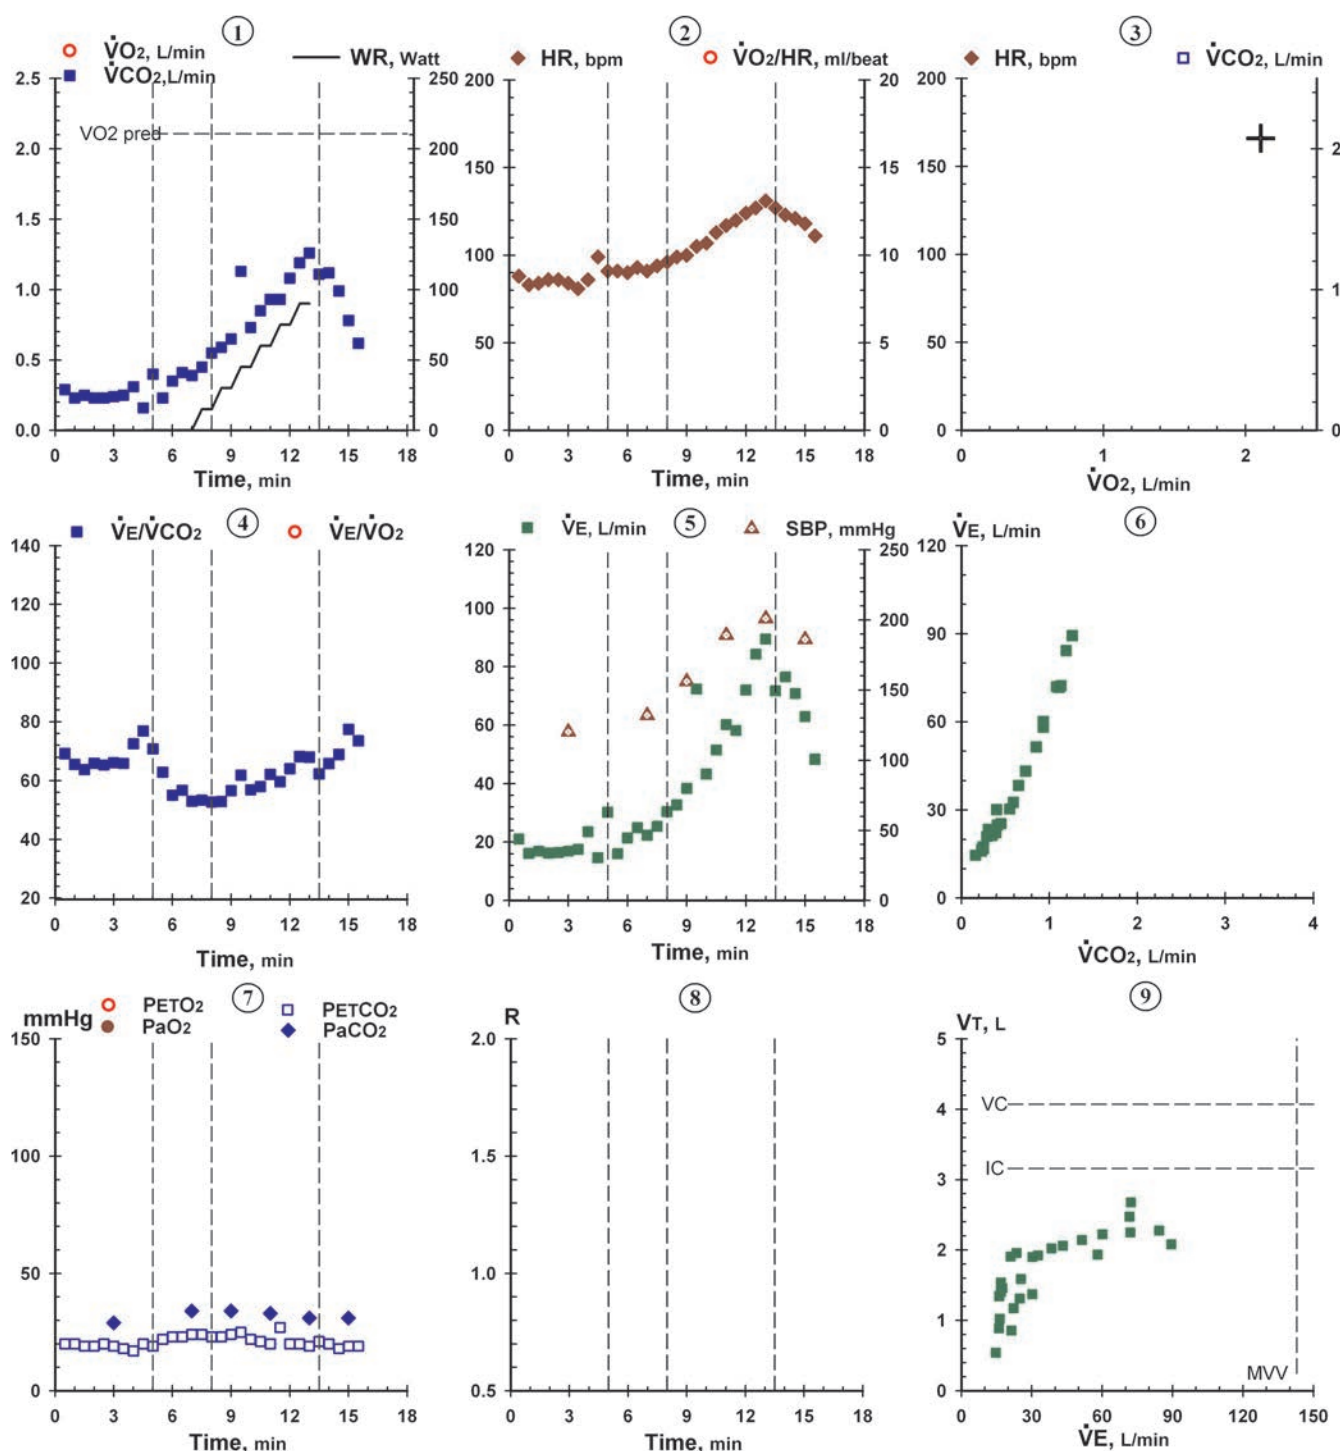 ①
V̇O₂, L/min
V̇CO₂,L/min
WR, Watt
2.5
2.0
1.5
1.0
0.5
0.0
250
200
150
100
50
0
VO2 pred
0 3 6 9 12 15 18
Time, min
②
HR, bpm
V̇O₂/HR, ml/beat
200
150
100
50
0
20
15
10
5
0
0 3 6 9 12 15 18
Time, min
③
HR, bpm
V̇CO₂, L/min
200
150
100
50
0
2
1
0
0 1 2
V̇O₂, L/min
④
V̇E/V̇CO₂
V̇E/V̇O₂
140
120
100
80
60
40
20
0 3 6 9 12 15 18
Time, min
⑤
V̇E, L/min
SBP, mmHg
120
100
80
60
40
20
0
250
200
150
100
50
0
0 3 6 9 12 15 18
Time, min
⑥
V̇E, L/min
120
90
60
30
0
0 1 2 3 4
V̇CO₂, L/min
⑦
mmHg
PETO₂
PaO₂
PETCO₂
PaCO₂
150
100
50
0
0 3 6 9 12 15 18
Time, min
⑧
R
2.0
1.5
1.0
0.5
0 3 6 9 12 15 18
Time, min
⑨
VT, L
5
4
3
2
1
0
VC
IC
MVV
0 30 60 90 120 150
V̇E, L/min